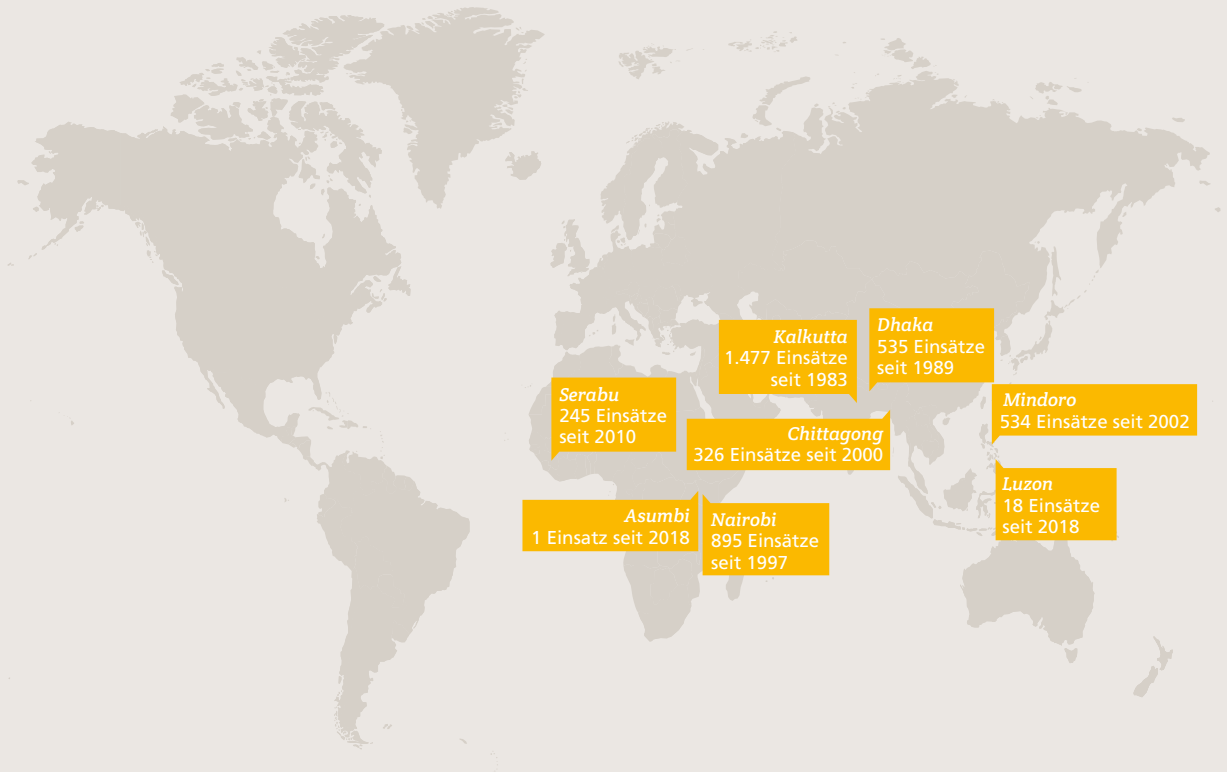 Dhaka
535 Einsätze
seit 1989
Kalkutta
1.477 Einsätze
seit 1983
Serabu
245 Einsätze
seit 2010
Mindoro
534 Einsätze seit 2002
Chittagong
326 Einsätze seit 2000
Luzon
18 Einsätze
seit 2018
Asumbi
1 Einsatz seit 2018
Nairobi
895 Einsätze
seit 1997